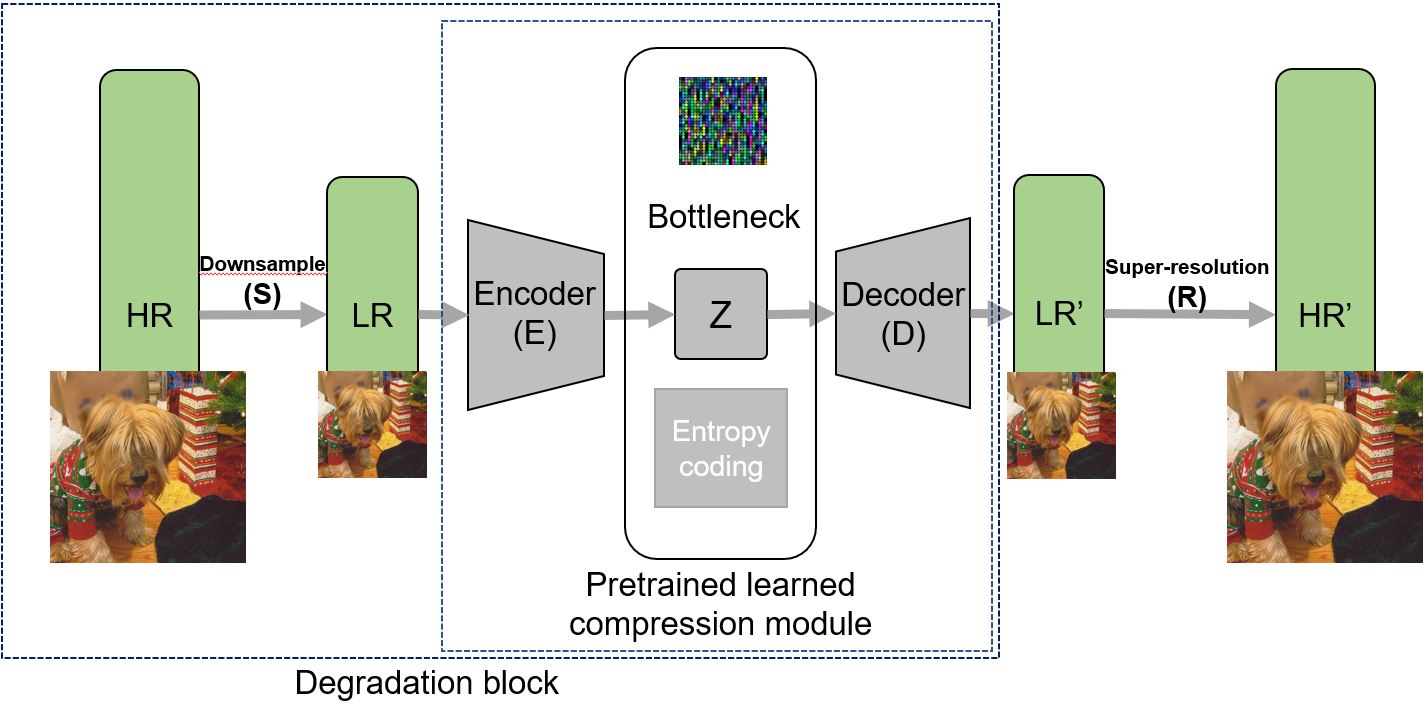 HR
Downsample
(S)
LR
Encoder
(E)
Bottleneck
Z
Entropy
coding
Decoder
(D)
Pretrained learned
compression module
LR’
Super-resolution
(R)
HR’
Degradation block